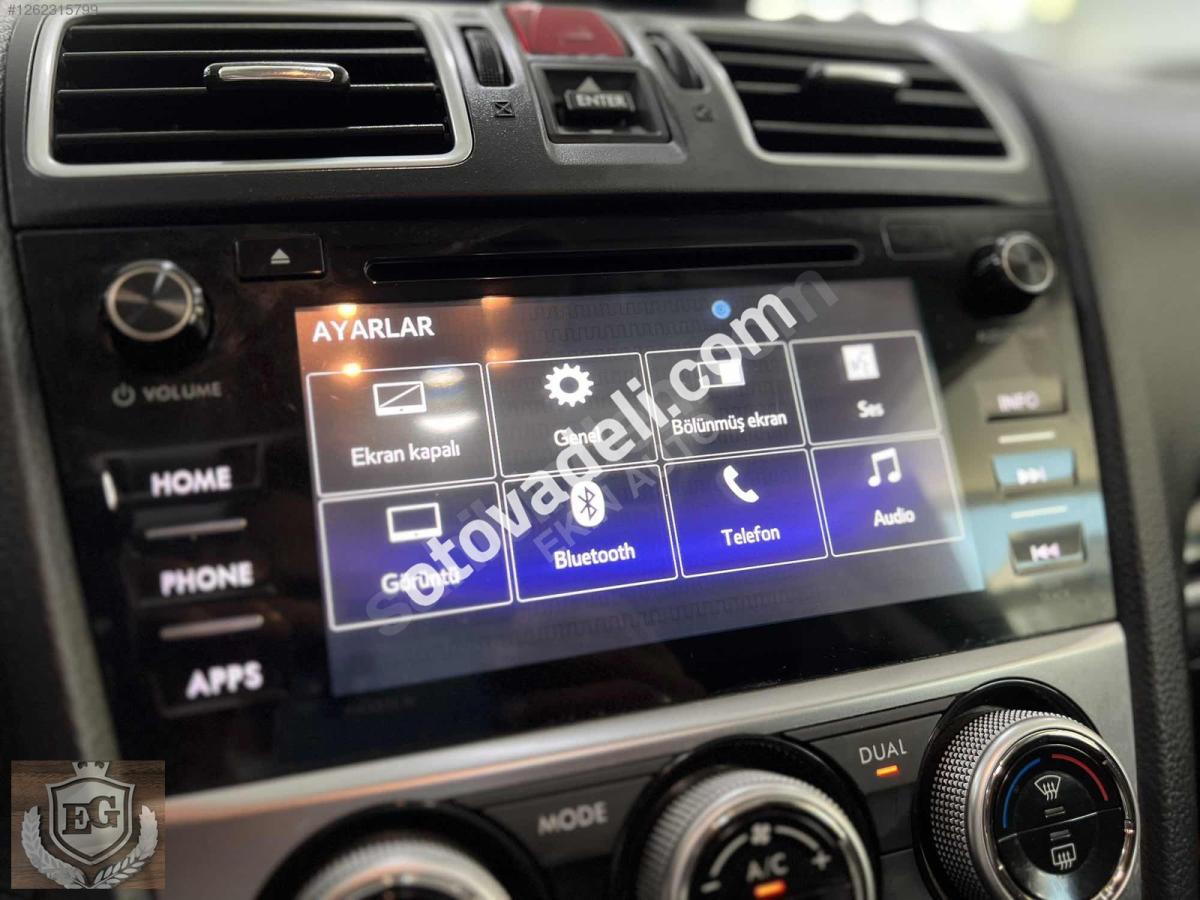 #1262315799
ENTER
VOLUME
HOME
PHONE
APPS
AYARLAR
Ekran kapalı
Genel
Bölünmüş ekran
Ses
Görüntü
Bluetooth
Telefon
Audio
sotovadeli.com
INFO
MODE
DUAL
A/C
EG